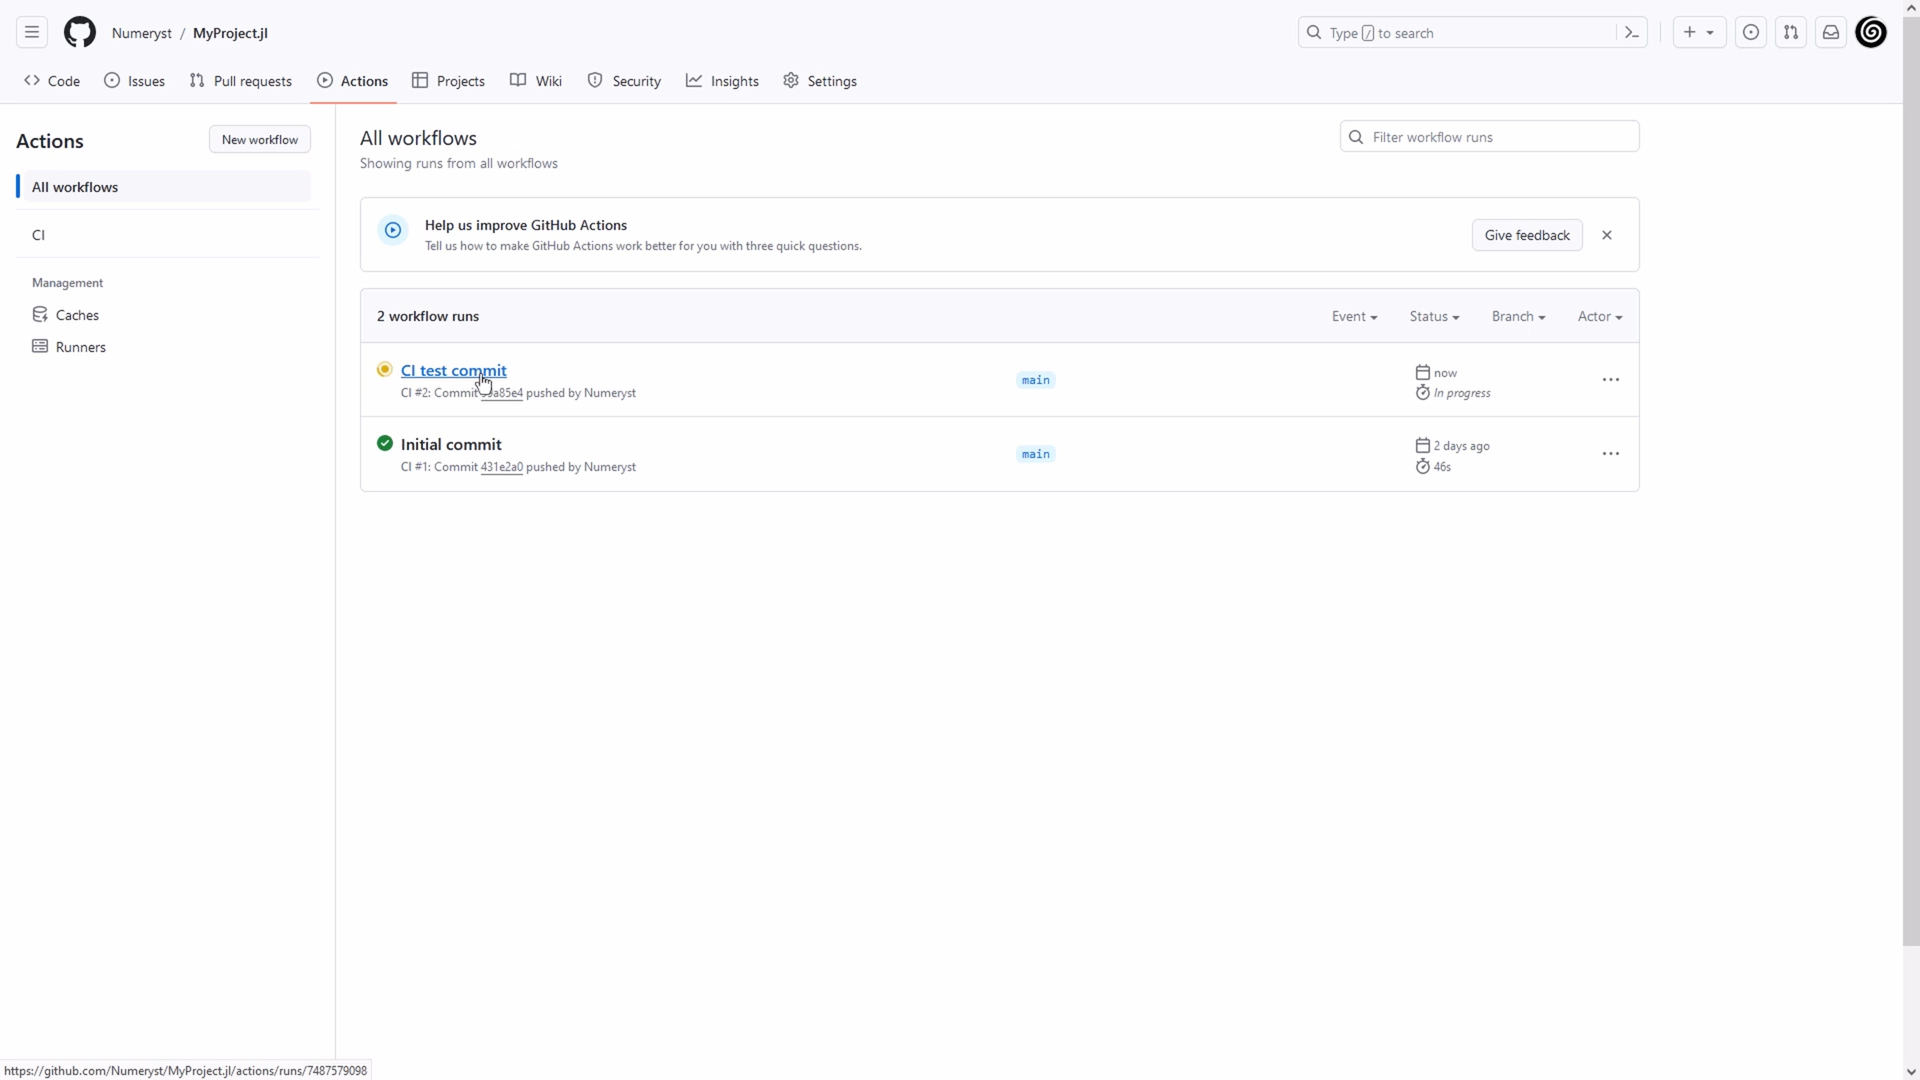 Numeryst / MyProject.jl
Type / to search
Code Issues Pull requests Actions Projects Wiki Security Insights Settings
Actions
New workflow
All workflows
CI
Management
Caches
Runners
All workflows
Showing runs from all workflows
Filter workflow runs
Help us improve GitHub Actions
Tell us how to make GitHub Actions work better for you with three quick questions.
Give feedback
2 workflow runs
Event Status Branch Actor
CI test commit
CI #2: Commit pushed by Numeryst
main
now
In progress
Initial commit
CI #1: Commit 431e2a0 pushed by Numeryst
main
2 days ago
46s
https://github.com/Numeryst/MyProject.jl/actions/runs/7487579098